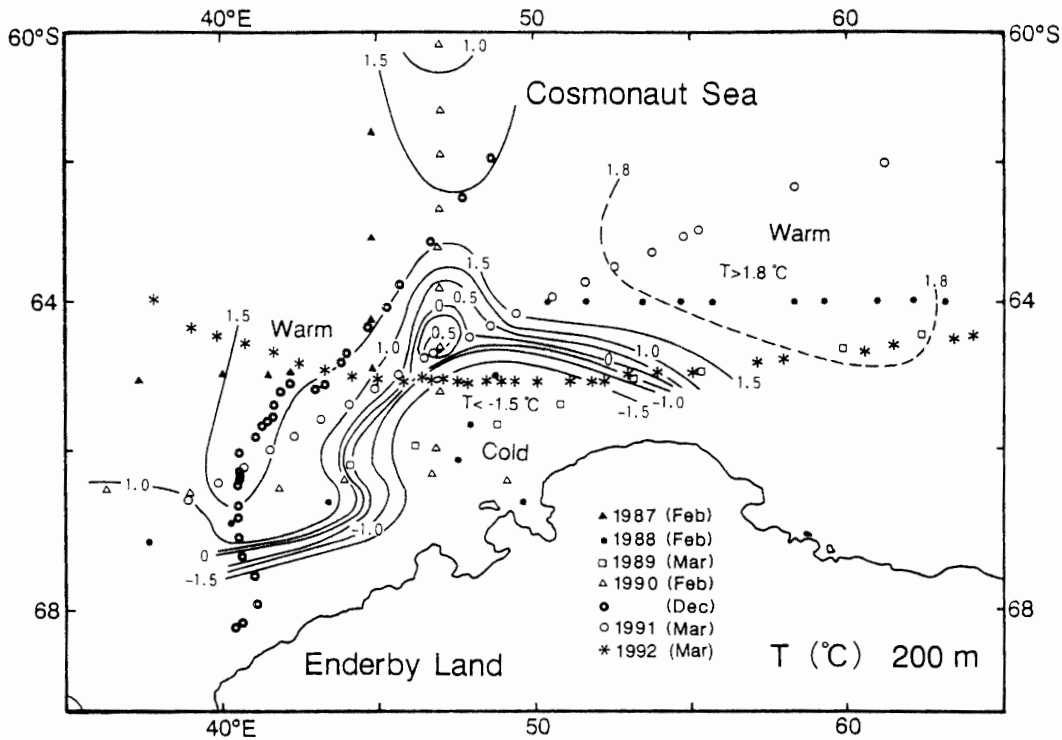 40°E 50 60
60°S 60°S
1.5 1.0
Cosmonaut Sea
1.8
Warm
1.5
T>1.8 °C
1.8
64 64
1.5
Warm
0.5
0
1.0
0.5
0
1.0
1.5
-1.0
-1.5
T< -1.5 °C
Cold
1.0
1.0
-1.0
0
-1.5
▲ 1987 (Feb)
• 1988 (Feb)
□ 1989 (Mar)
△ 1990 (Feb)
(Dec)
○ 1991 (Mar)
* 1992 (Mar)
68 68
Enderby Land
T (°C) 200 m
40°E 50 60